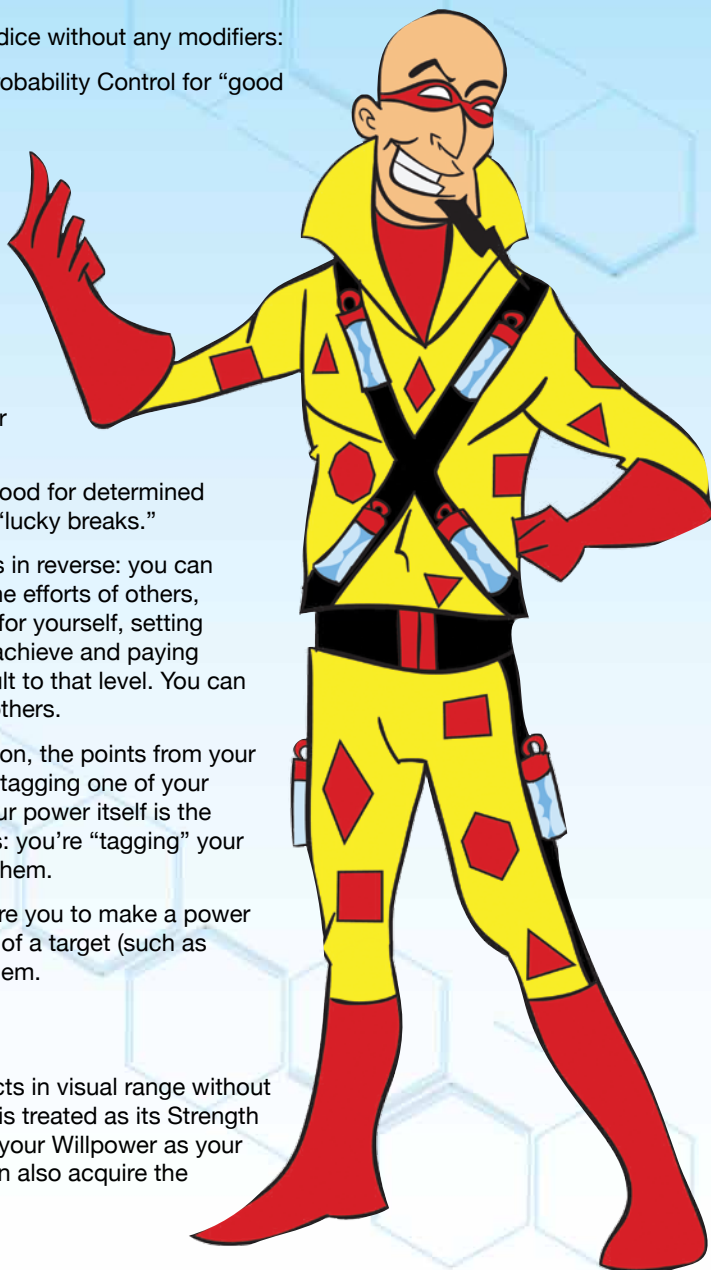 dice without any modifiers:
robability Control for “good
r
ood for determined
“lucky breaks.”
s in reverse: you can
ne efforts of others,
for yourself, setting
achieve and paying
ult to that level. You can
others.
on, the points from your
tagging one of your
ur power itself is the
s: you’re “tagging” your
hem.
re you to make a power
of a target (such as
em.
cts in visual range without
is treated as its Strength
your Willpower as your
n also acquire the